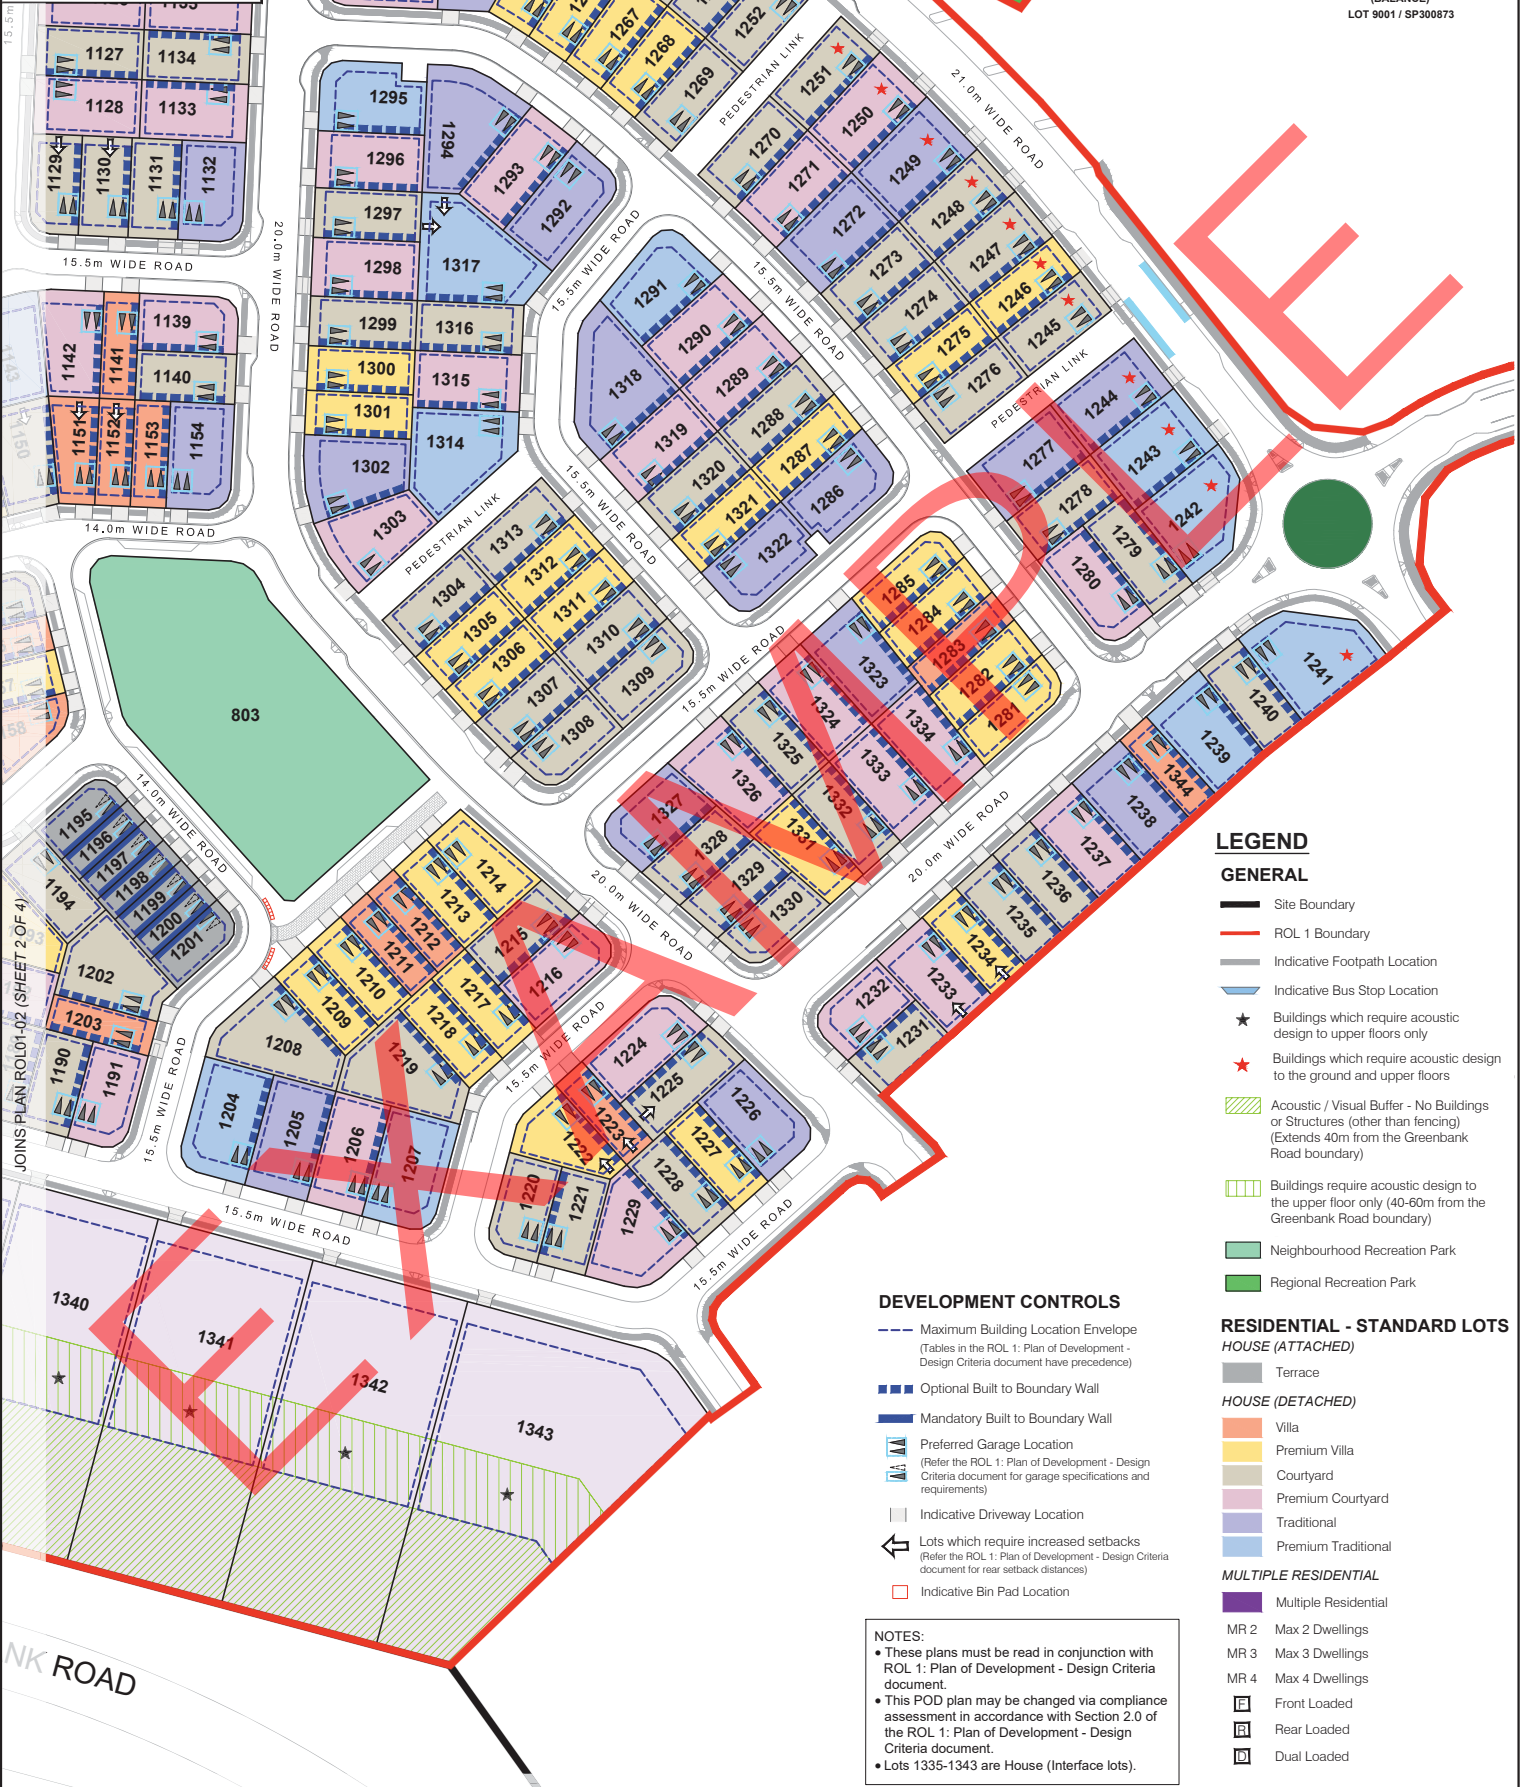 (BALANCE)
LOT 9001 / SP300873
1127
1134
1128
1133
1129
1130
1131
1132
15.5m WIDE ROAD
20.0m WIDE ROAD
1267
1268
1269
1252
PEDESTRIAN LINK
21.0m WIDE ROAD
1295
1294
1296
1293
1297
1292
1298
1317
1299
1316
1300
1315
1301
1314
1302
1303
PEDESTRIAN LINK
15.5m WIDE ROAD
1251
1270
1250
1271
1249
1272
1248
1273
1247
1274
1246
1275
1245
1276
PEDESTRIAN LINK
15.5m WIDE ROAD
1291
1290
1318
1289
1319
1288
1320
1287
1321
1286
1322
15.5m WIDE ROAD
1244
1277
1243
1278
1242
1279
1280
1142
1141
1139
1140
1143
1150
1151
1152
1153
1154
14.0m WIDE ROAD
803
14.0m WIDE ROAD
1313
1304
1312
1305
1311
1306
1310
1307
1309
1308
15.5m WIDE ROAD
1285
1284
1283
1282
1281
1323
1324
1334
1325
1333
1326
1332
1327
1331
1328
1329
1330
20.0m WIDE ROAD
20.0m WIDE ROAD
1241
1240
1239
1344
1238
1237
1236
1235
1234
1233
1232
1231
1195
1196
1197
1198
1199
1200
1201
1194
1202
1203
1190
1191
JOINS PLAN ROL01-02 (SHEET 2 OF 4)
15.5m WIDE ROAD
1214
1213
1212
1211
1210
1209
1208
1215
1216
1217
1218
1219
1204
1205
1206
1207
15.5m WIDE ROAD
15.5m WIDE ROAD
1224
1225
1226
1223
1222
1227
1228
1220
1221
1229
15.5m WIDE ROAD
1340
1341
1342
1343
NK ROAD
EXAMPLE
LEGEND
GENERAL
Site Boundary
ROL 1 Boundary
Indicative Footpath Location
Indicative Bus Stop Location
Buildings which require acoustic
design to upper floors only
Buildings which require acoustic design
to the ground and upper floors
Acoustic / Visual Buffer - No Buildings
or Structures (other than fencing)
(Extends 40m from the Greenbank
Road boundary)
Buildings require acoustic design to
the upper floor only (40-60m from the
Greenbank Road boundary)
Neighbourhood Recreation Park
Regional Recreation Park
RESIDENTIAL - STANDARD LOTS
HOUSE (ATTACHED)
Terrace
HOUSE (DETACHED)
Villa
Premium Villa
Courtyard
Premium Courtyard
Traditional
Premium Traditional
MULTIPLE RESIDENTIAL
Multiple Residential
MR 2 Max 2 Dwellings
MR 3 Max 3 Dwellings
MR 4 Max 4 Dwellings
F Front Loaded
R Rear Loaded
D Dual Loaded
DEVELOPMENT CONTROLS
Maximum Building Location Envelope
(Tables in the ROL 1: Plan of Development -
Design Criteria document have precedence)
Optional Built to Boundary Wall
Mandatory Built to Boundary Wall
Preferred Garage Location
(Refer the ROL 1: Plan of Development - Design
Criteria document for garage specifications and
requirements)
Indicative Driveway Location
Lots which require increased setbacks
(Refer the ROL 1: Plan of Development - Design Criteria
document for rear setback distances)
Indicative Bin Pad Location
NOTES:
• These plans must be read in conjunction with
ROL 1: Plan of Development - Design Criteria
document.
• This POD plan may be changed via compliance
assessment in accordance with Section 2.0 of
the ROL 1: Plan of Development - Design
Criteria document.
• Lots 1335-1343 are House (Interface lots).